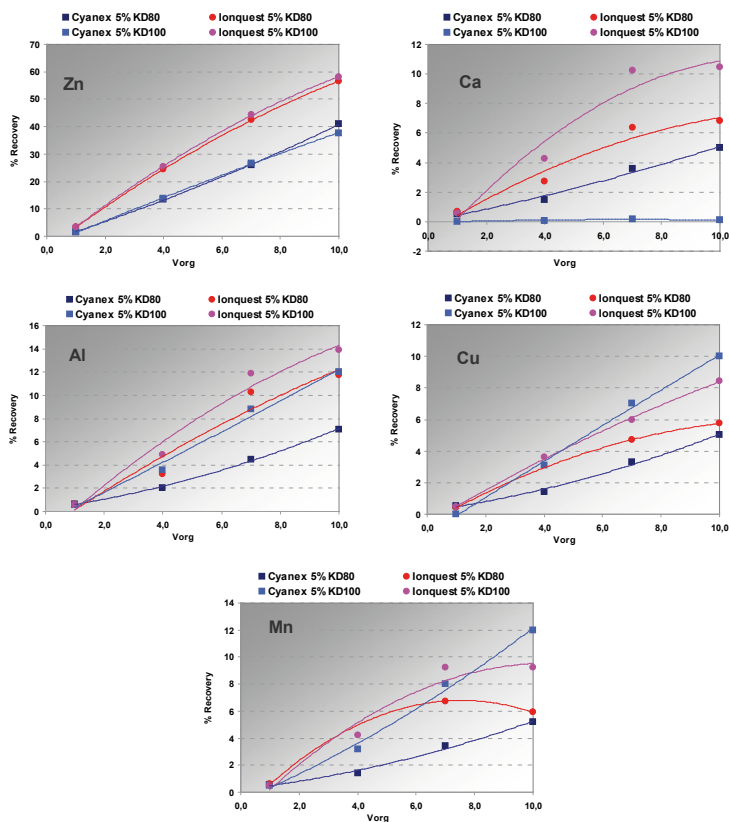 Cyanex 5% KD80 Ionquest 5% KD80
Cyanex 5% KD100 Ionquest 5% KD100
70
60
50
40
30
20
10
0
% Recovery
Zn
0,0 2,0 4,0 6,0 8,0 10,0
Vorg
Cyanex 5% KD80 Ionquest 5% KD80
Cyanex 5% KD100 Ionquest 5% KD100
12
10
8
6
4
2
0
-2
% Recovery
Ca
0,0 2,0 4,0 6,0 8,0 10,0
Vorg
Cyanex 5% KD80 Ionquest 5% KD80
Cyanex 5% KD100 Ionquest 5% KD100
16
14
12
10
8
6
4
2
0
% Recovery
Al
0,0 2,0 4,0 6,0 8,0 10,0
Vorg
Cyanex 5% KD80 Ionquest 5% KD80
Cyanex 5% KD100 Ionquest 5% KD100
12
10
8
6
4
2
0
% Recovery
Cu
0,0 2,0 4,0 6,0 8,0 10,0
Vorg
Cyanex 5% KD80 Ionquest 5% KD80
Cyanex 5% KD100 Ionquest 5% KD100
14
12
10
8
6
4
2
0
% Recovery
Mn
0,0 2,0 4,0 6,0 8,0 10,0
Vorg